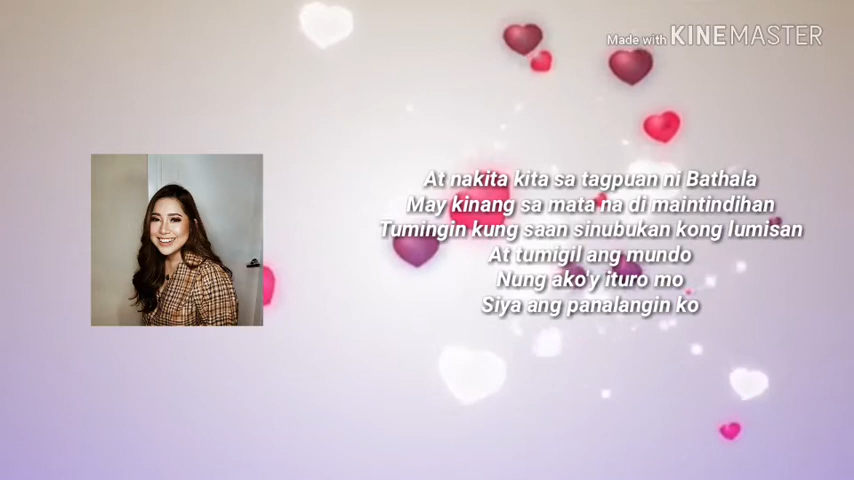 Made with KINEMASTER
At nakita kita sa tagpuan ni Bathala
May kinang sa mata na di maintindihan
Tumingin kung saan sinubukan kong lumisan
At tumigil ang mundo
Nung ako'y ituro mo
Siya ang panalangin ko